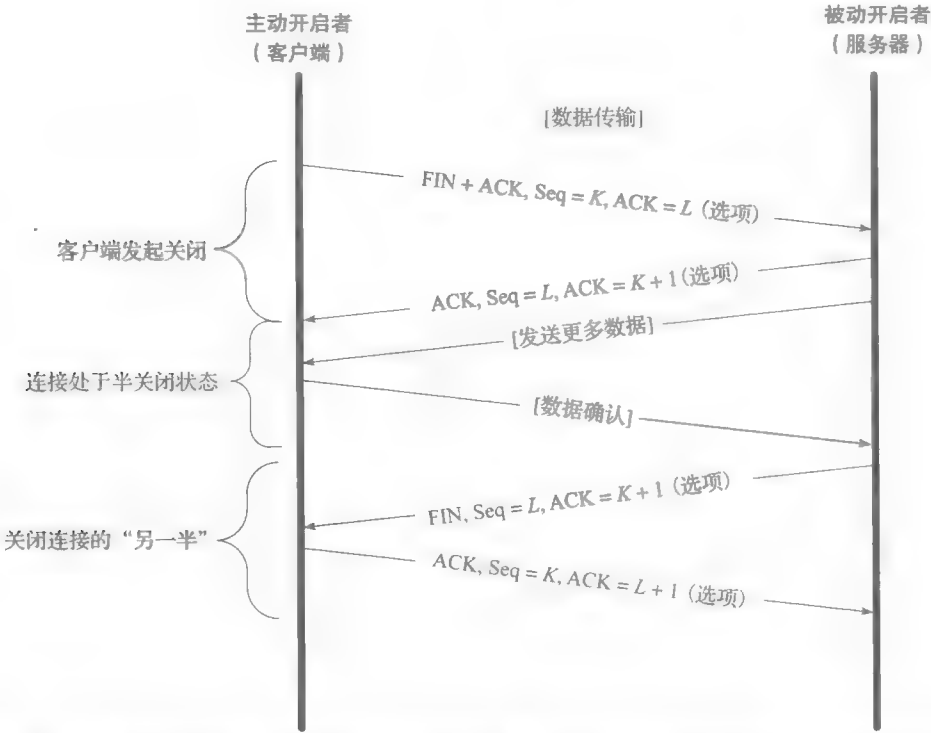 主动开启者
（客户端）
被动开启者
（服务器）
[数据传输]
FIN + ACK, Seq = K, ACK = L (选项)
客户端发起关闭
ACK, Seq = L, ACK = K + 1 (选项)
[发送更多数据]
连接处于半关闭状态
[数据确认]
FIN, Seq = L, ACK = K + 1 (选项)
关闭连接的“另一半”
ACK, Seq = K, ACK = L + 1 (选项)